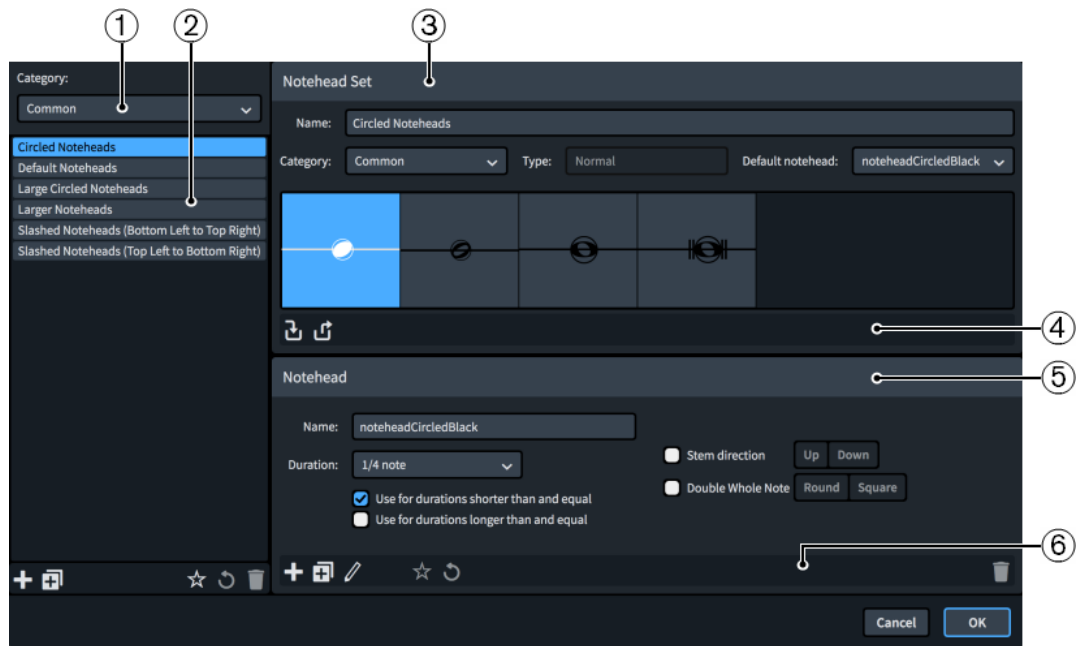 1 2 3
Category:
Common
Circled Noteheads
Default Noteheads
Large Circled Noteheads
Larger Noteheads
Slashed Noteheads (Bottom Left to Top Right)
Slashed Noteheads (Top Left to Bottom Right)
Notehead Set
Name: Circled Noteheads
Category: Common Type: Normal Default notehead: noteheadCircledBlack
4
Notehead
5
Name: noteheadCircledBlack
Duration: 1/4 note
Use for durations shorter than and equal
Use for durations longer than and equal
Stem direction Up Down
Double Whole Note Round Square
6
Cancel OK